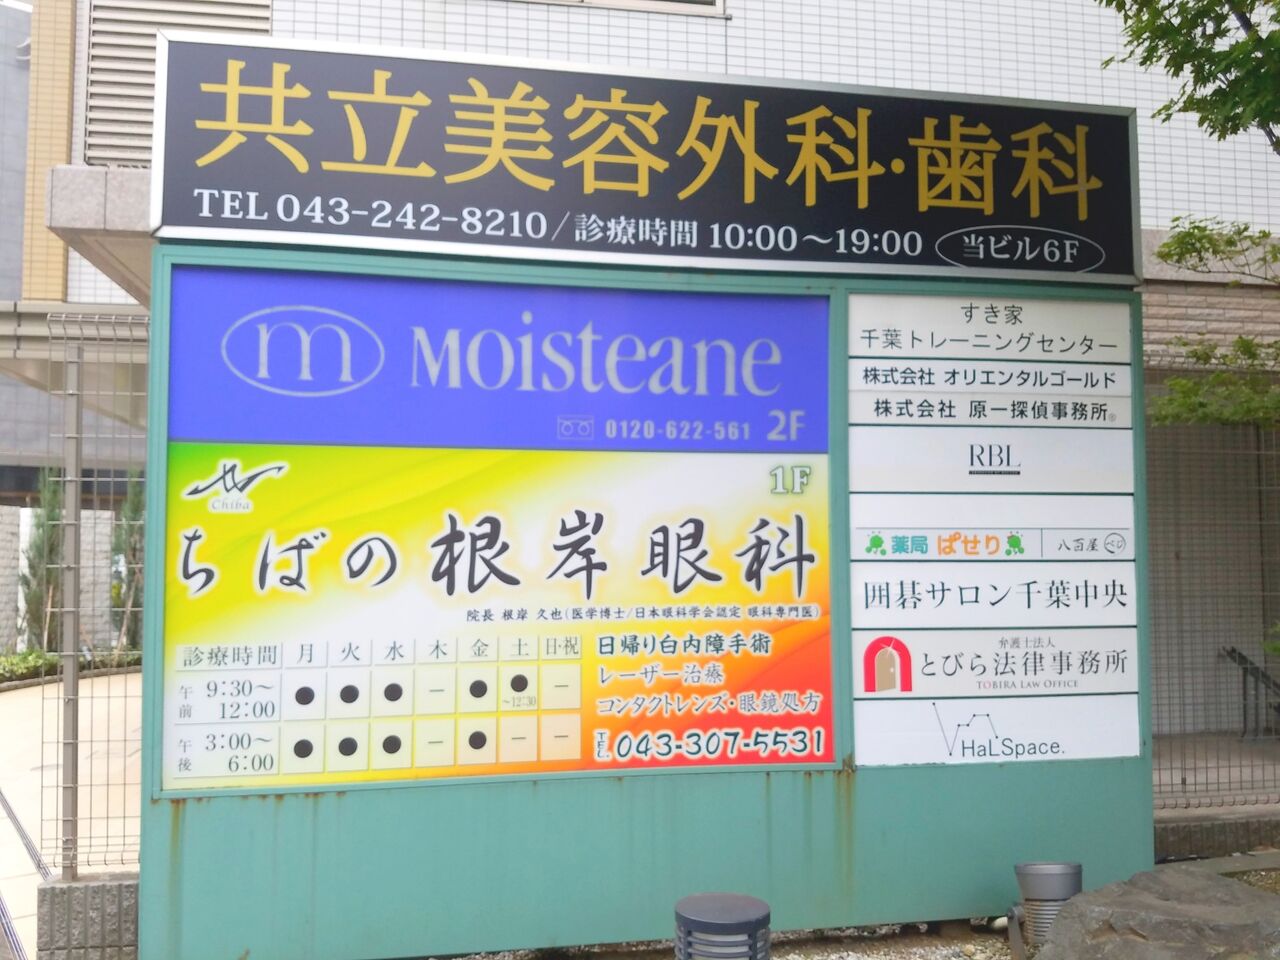 共立美容外科・歯科
TEL 043-242-8210/診療時間 10:00～19:00 当ビル6F
m Moisteane
0120-622-561 2F
Chiba
1F
ちばの根岸眼科
院長 根岸 久也(医学博士/日本眼科学会認定 眼科専門医)
診療時間 月 火 水 木 金 土 日・祝
午前 9:30～12:00 ● ● ● － ● ●～12:30 －
午後 3:00～6:00 ● ● ● － ● － －
日帰り白内障手術
レーザー治療
コンタクトレンズ・眼鏡処方
TEL. 043-307-5531
すき家
千葉トレーニングセンター
株式会社 オリエンタルゴールド
株式会社 原一探偵事務所®
RBL
薬局 ぱせり 八百屋 べじ
囲碁サロン千葉中央
弁護士法人
とびら法律事務所
TOBIRA LAW OFFICE
HaLSpace.